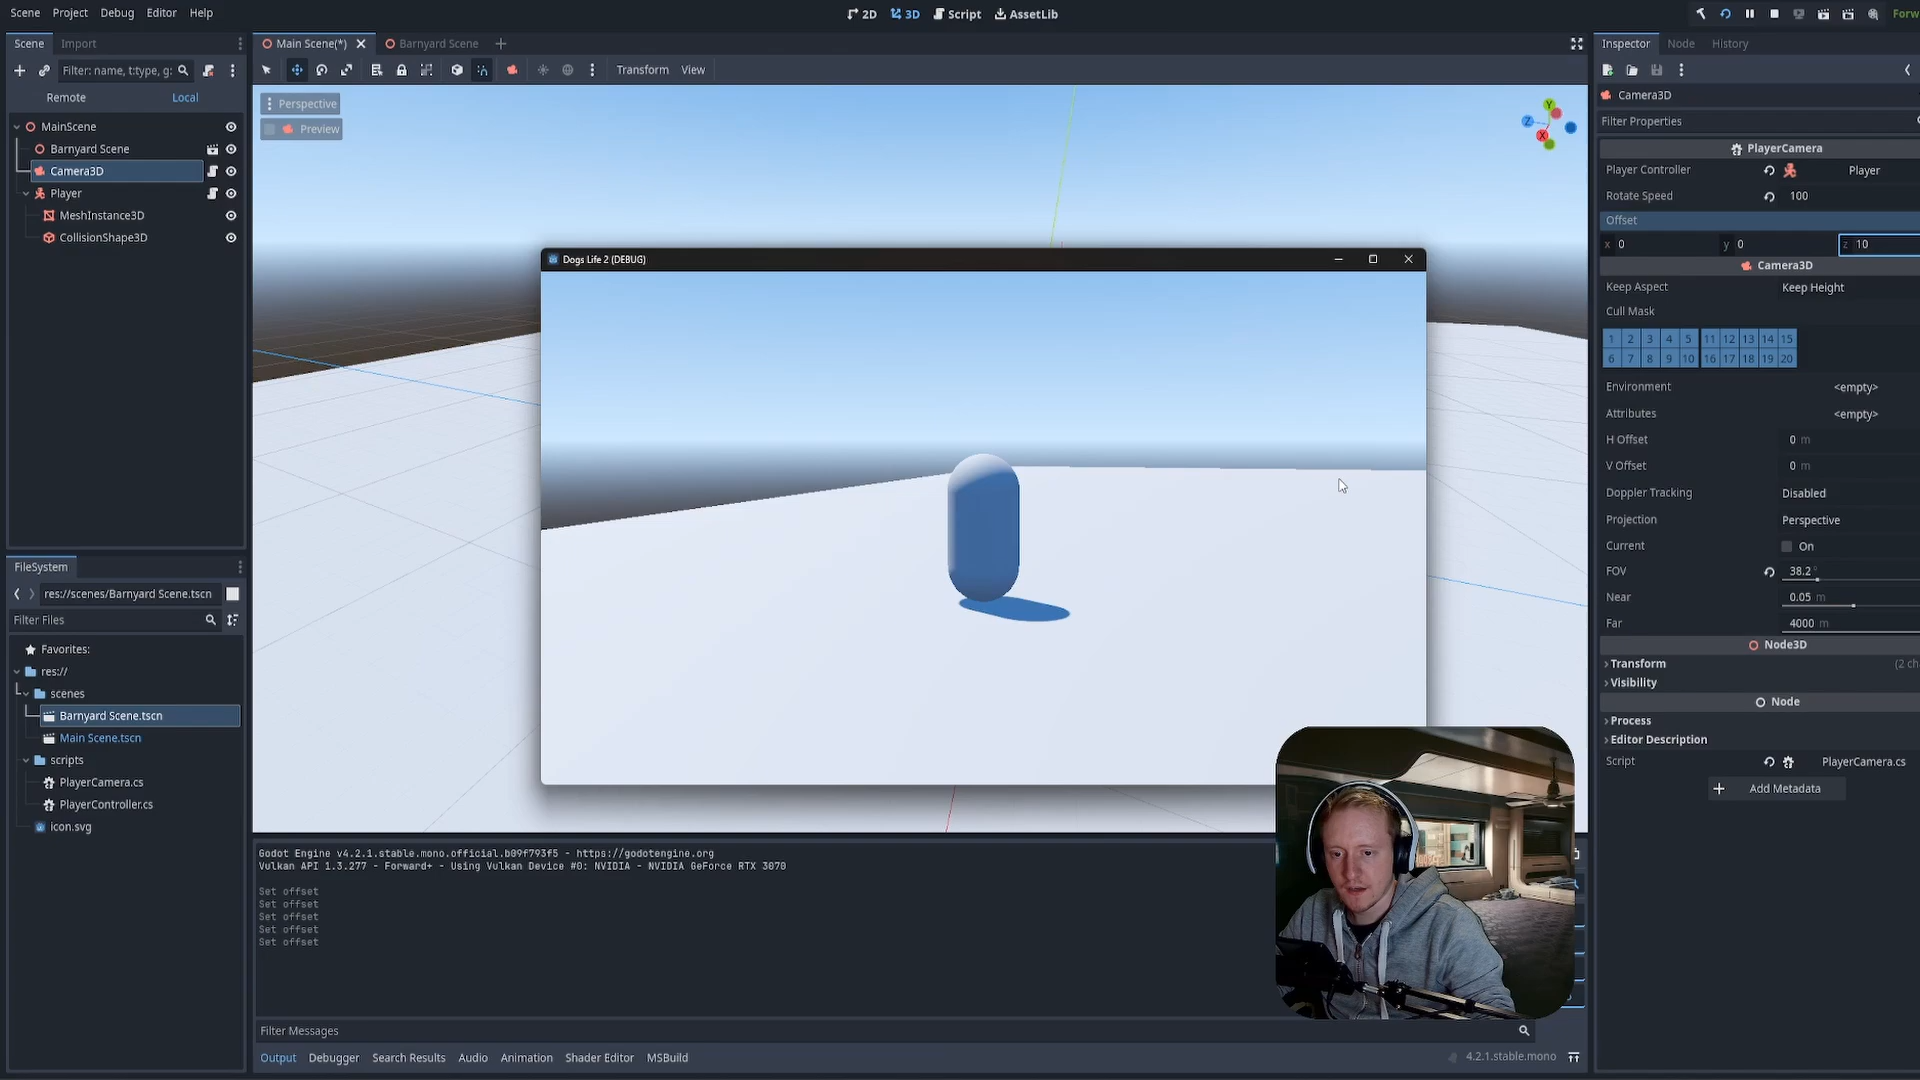 Scene Project Debug Editor Help
2D 3D Script AssetLib
Forw
Scene Import
Filter: name, t:type, g:
Remote Local
MainScene
Barnyard Scene
Camera3D
Player
MeshInstance3D
CollisionShape3D
FileSystem
res://scenes/Barnyard Scene.tscn
Filter Files
Favorites:
res://
scenes
Barnyard Scene.tscn
Main Scene.tscn
scripts
PlayerCamera.cs
PlayerController.cs
icon.svg
Main Scene(*) Barnyard Scene
Transform View
Perspective
Preview
Y
Z
X
Dogs Life 2 (DEBUG)
Godot Engine v4.2.1.stable.mono.official.b09f793f5 - https://godotengine.org
Vulkan API 1.3.277 - Forward+ - Using Vulkan Device #0: NVIDIA - NVIDIA GeForce RTX 3070
Set offset
Set offset
Set offset
Set offset
Set offset
Filter Messages
Output Debugger Search Results Audio Animation Shader Editor MSBuild
4.2.1.stable.mono
Inspector Node History
Camera3D
Filter Properties
PlayerCamera
Player Controller Player
Rotate Speed 100
Offset
x 0 y 0 z 10
Camera3D
Keep Aspect Keep Height
Cull Mask
1 2 3 4 5 11 12 13 14 15
6 7 8 9 10 16 17 18 19 20
Environment <empty>
Attributes <empty>
H Offset 0 m
V Offset 0 m
Doppler Tracking Disabled
Projection Perspective
Current On
FOV 38.2 °
Near 0.05 m
Far 4000 m
Node3D
Transform (2 ch
Visibility
Node
Process
Editor Description
Script PlayerCamera.cs
Add Metadata